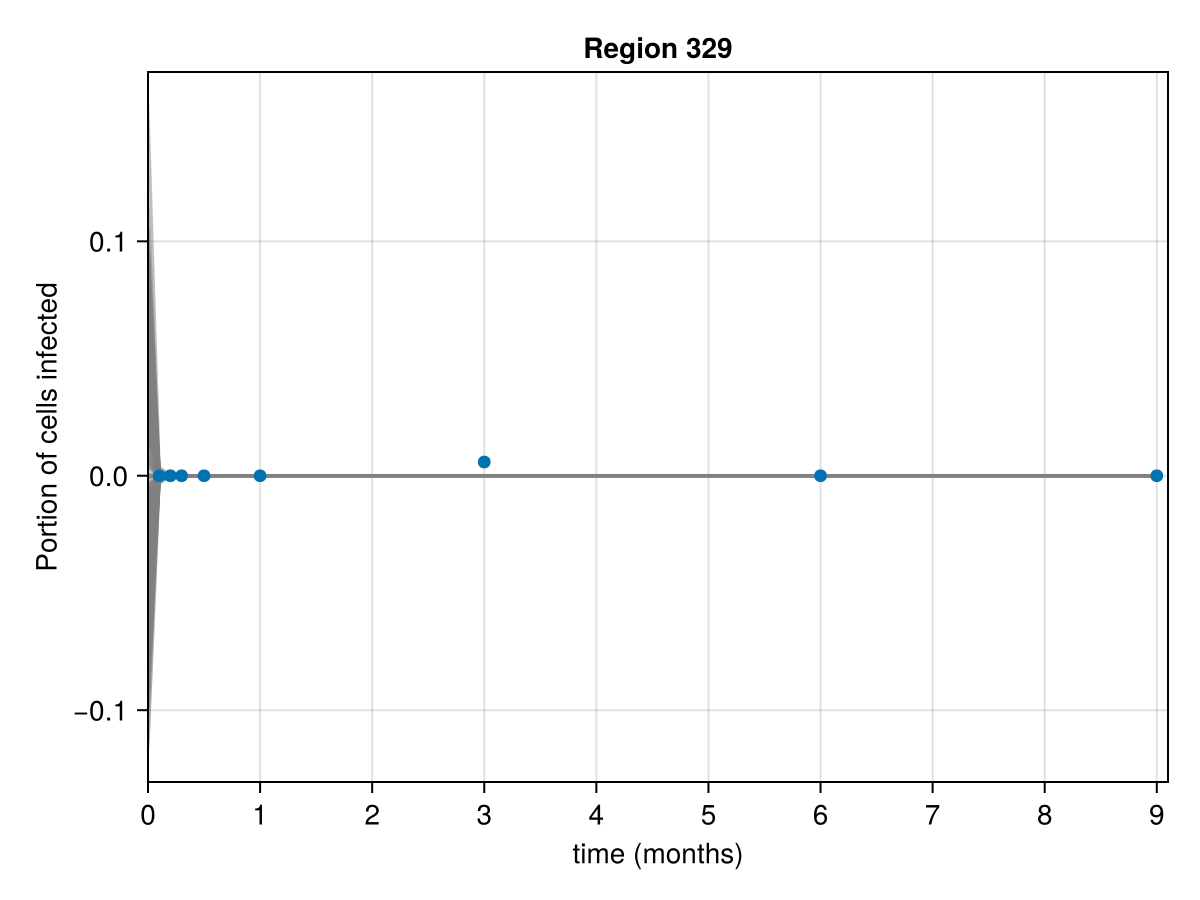 Region 329
Portion of cells infected
0.1
0.0
−0.1
0 1 2 3 4 5 6 7 8 9
time (months)